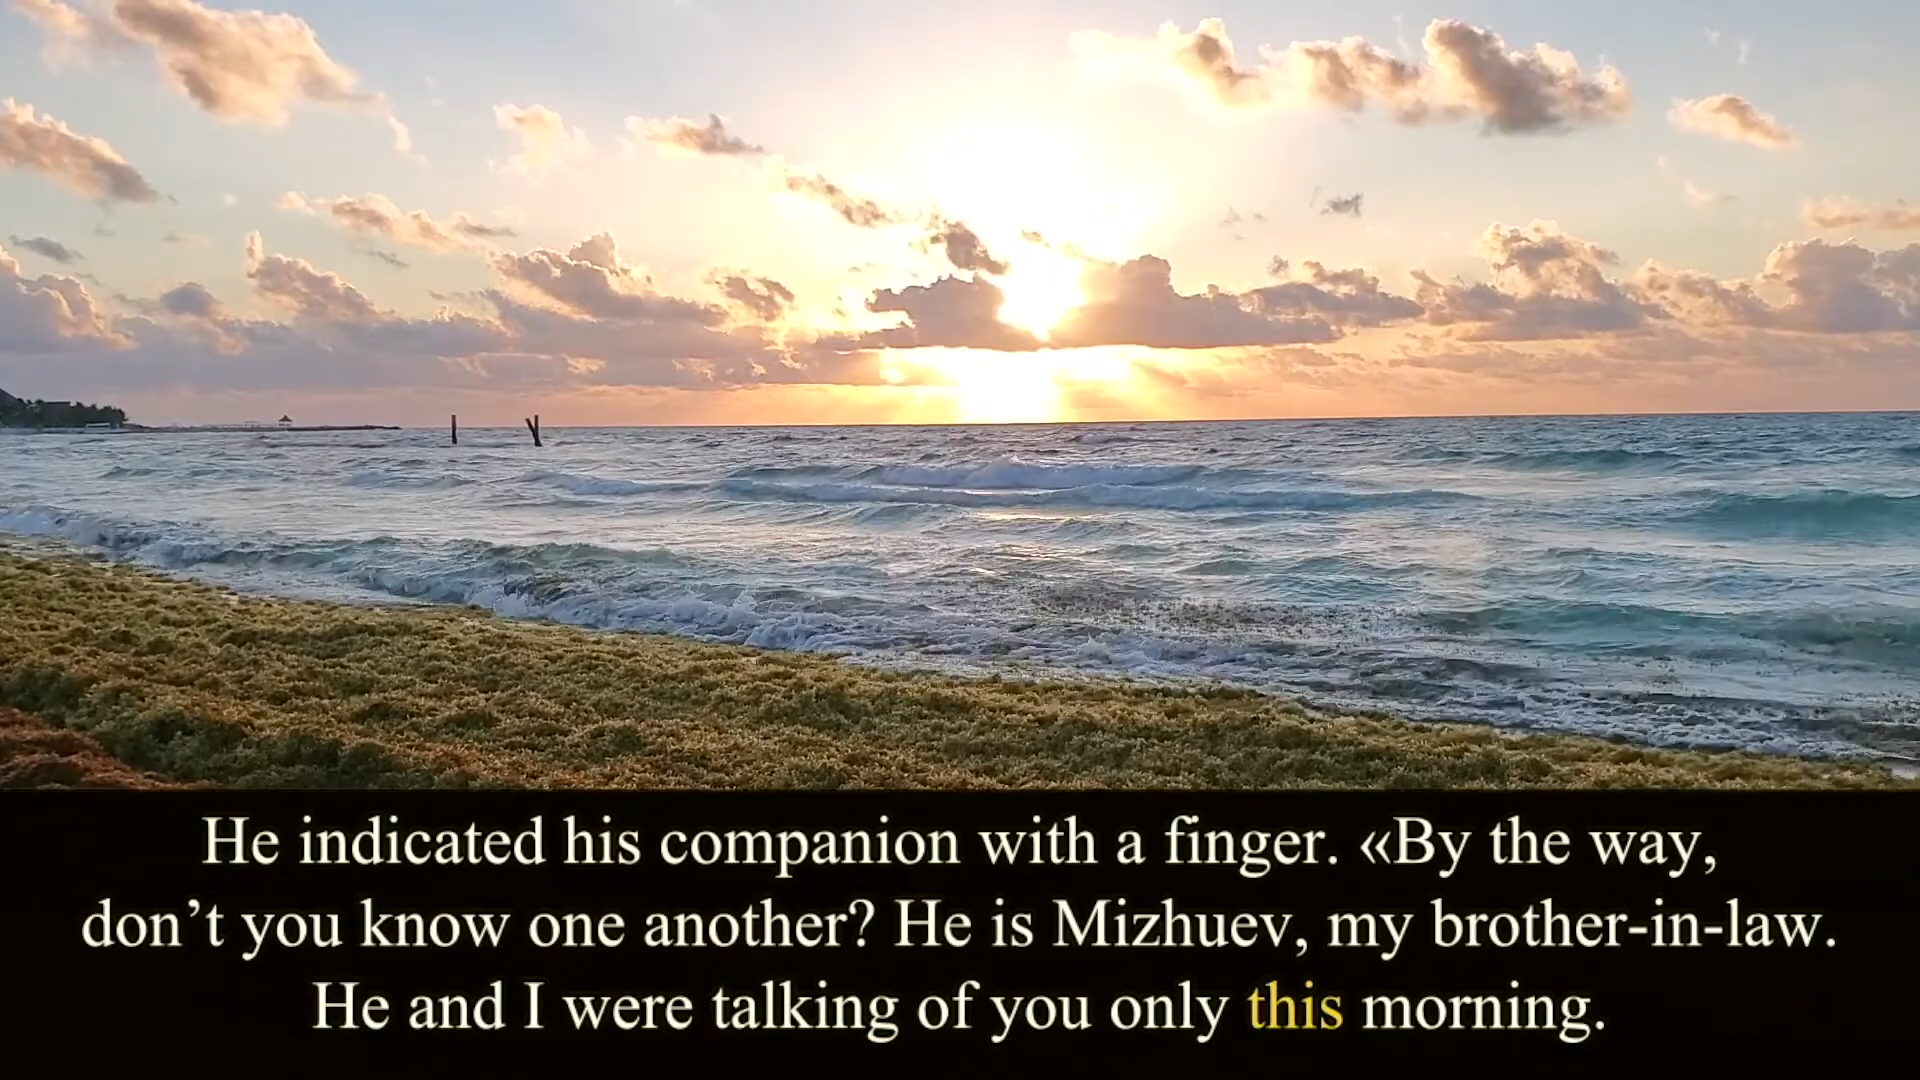 He indicated his companion with a finger. «By the way,
don’t you know one another? He is Mizhuev, my brother-in-law.
He and I were talking of you only this morning.